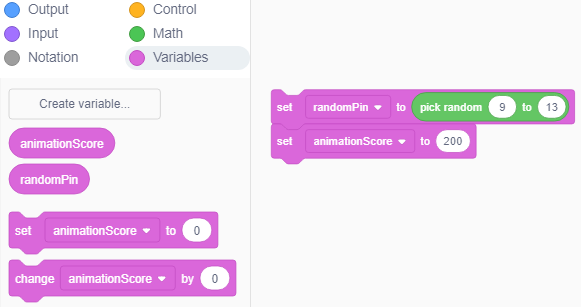 Output
Control
Input
Math
Notation
Variables
Create variable...
animationScore
randomPin
set animationScore to 0
change animationScore by 0
set randomPin to pick random 9 to 13
set animationScore to 200